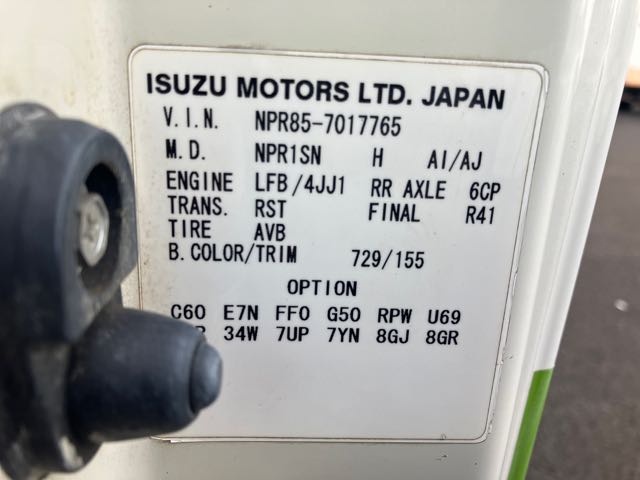 ISUZU MOTORS LTD. JAPAN
V.I.N. NPR85-7017765
M.D. NPR1SN H AI/AJ
ENGINE LFB/4JJ1 RR AXLE 6CP
TRANS. RST FINAL R41
TIRE AVB
B.COLOR/TRIM 729/155
OPTION
C60 E7N FF0 G50 RPW U69
34W 7UP 7YN 8GJ 8GR